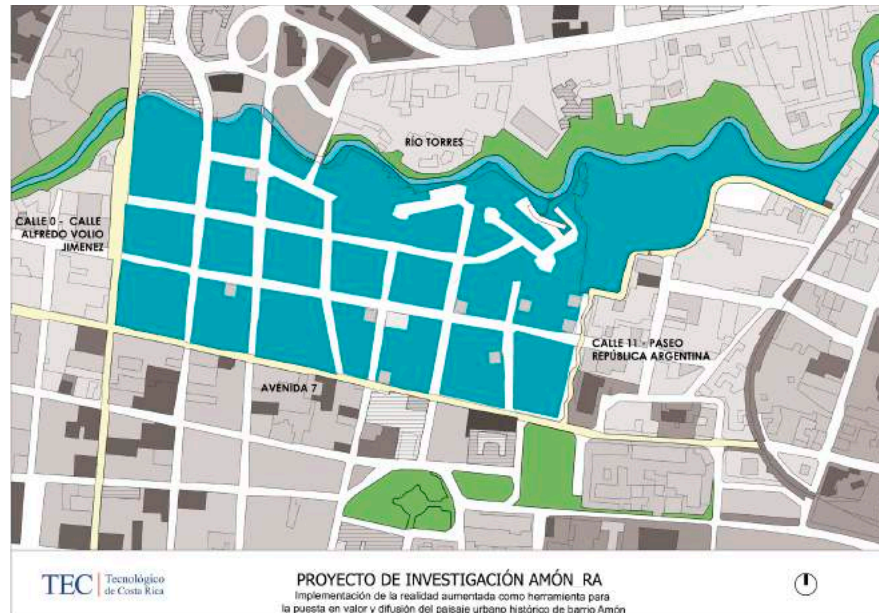 RÍO TORRES
CALLE 0 - CALLE
ALFREDO VOLIO
JIMENEZ
CALLE 11 - PASEO
REPÚBLICA ARGENTINA
AVENIDA 7
TEC | Tecnológico
de Costa Rica
PROYECTO DE INVESTIGACIÓN AMÓN RA
Implementación de la realidad aumentada como herramienta para
la puesta en valor y difusión del paisaje urbano histórico de barrio Amón